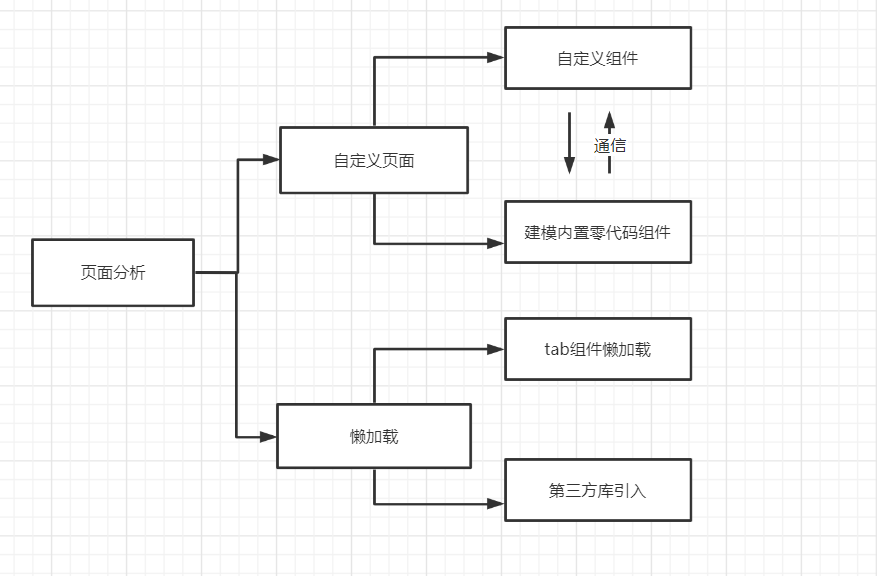 自定义组件
通信
自定义页面
建模内置零代码组件
页面分析
tab组件懒加载
懒加载
第三方库引入